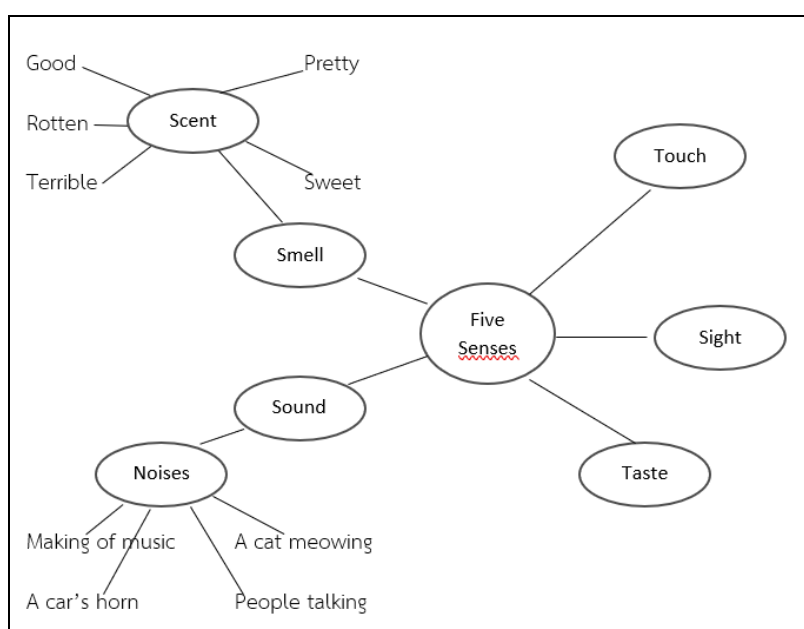 Good
Pretty
Rotten
Scent
Terrible
Sweet
Touch
Smell
Five
Senses
Sight
Sound
Noises
Taste
Making of music
A cat meowing
A car’s horn
People talking